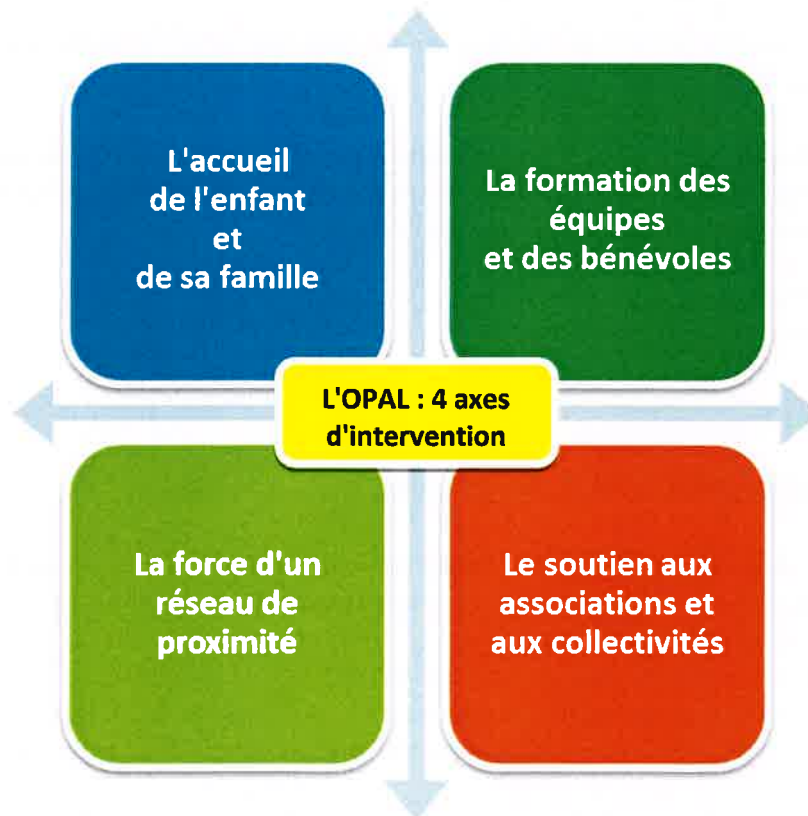 L'accueil
de l'enfant
et
de sa famille
La formation des
équipes
et des bénévoles
L'OPAL : 4 axes
d'intervention
La force d'un
réseau de
proximité
Le soutien aux
associations et
aux collectivités